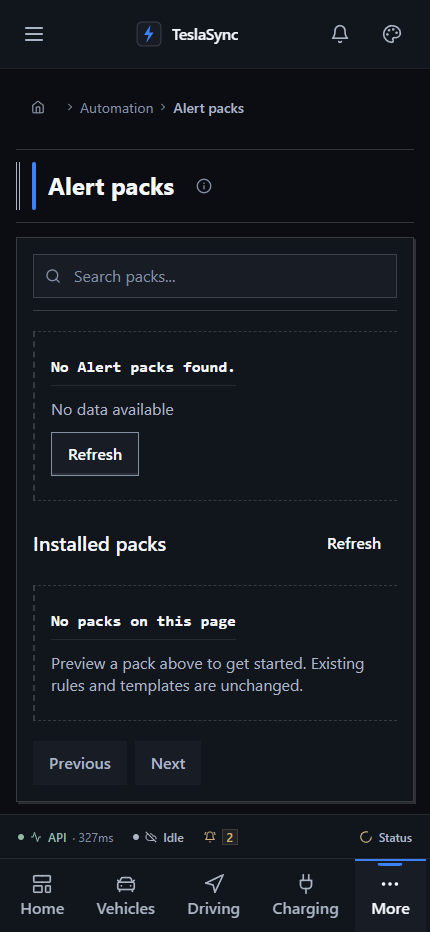 TeslaSync
Automation Alert packs
Alert packs
Search packs...
No Alert packs found.
No data available
Refresh
Installed packs Refresh
No packs on this page
Preview a pack above to get started. Existing
rules and templates are unchanged.
Previous Next
API · 327ms Idle 2 Status
Home Vehicles Driving Charging More